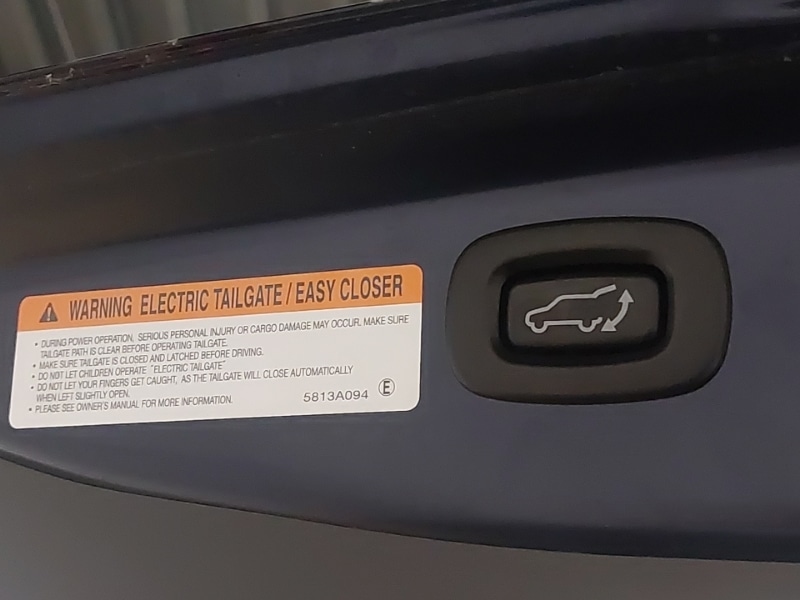 WARNING ELECTRIC TAILGATE / EASY CLOSER
• DURING POWER OPERATION, SERIOUS PERSONAL INJURY OR CARGO DAMAGE MAY OCCUR. MAKE SURE
TAILGATE PATH IS CLEAR BEFORE OPERATING TAILGATE.
• MAKE SURE TAILGATE IS CLOSED AND LATCHED BEFORE DRIVING.
• DO NOT LET CHILDREN OPERATE "ELECTRIC TAILGATE"
• DO NOT LET YOUR FINGERS GET CAUGHT, AS THE TAILGATE WILL CLOSE AUTOMATICALLY
WHEN LEFT SLIGHTLY OPEN.
• PLEASE SEE OWNER'S MANUAL FOR MORE INFORMATION. 5813A094 Ⓔ